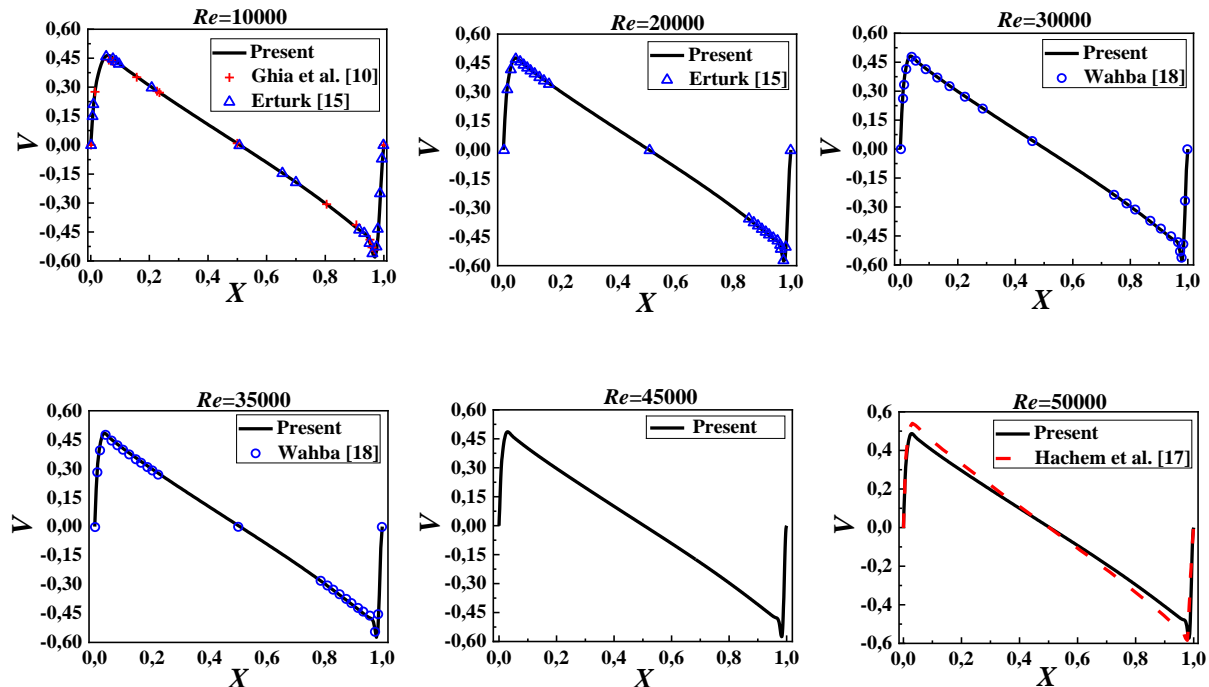 Re=10000
Present
Ghia et al. [10]
Erturk [15]
0,60
0,45
0,30
0,15
0,00
-0,15
-0,30
-0,45
-0,60
V
0,0 0,2 0,4 0,6 0,8 1,0
X
Re=20000
Present
Erturk [15]
0,60
0,45
0,30
0,15
0,00
-0,15
-0,30
-0,45
-0,60
V
0,0 0,2 0,4 0,6 0,8 1,0
X
Re=30000
Present
Wahba [18]
0,60
0,45
0,30
0,15
0,00
-0,15
-0,30
-0,45
-0,60
V
0,0 0,2 0,4 0,6 0,8 1,0
X
Re=35000
Present
Wahba [18]
0,60
0,45
0,30
0,15
0,00
-0,15
-0,30
-0,45
-0,60
V
0,0 0,2 0,4 0,6 0,8 1,0
X
Re=45000
Present
0,60
0,45
0,30
0,15
0,00
-0,15
-0,30
-0,45
-0,60
V
0,0 0,2 0,4 0,6 0,8 1,0
X
Re=50000
Present
Hachem et al. [17]
0,6
0,4
0,2
0,0
-0,2
-0,4
-0,6
V
0,0 0,2 0,4 0,6 0,8 1,0
X